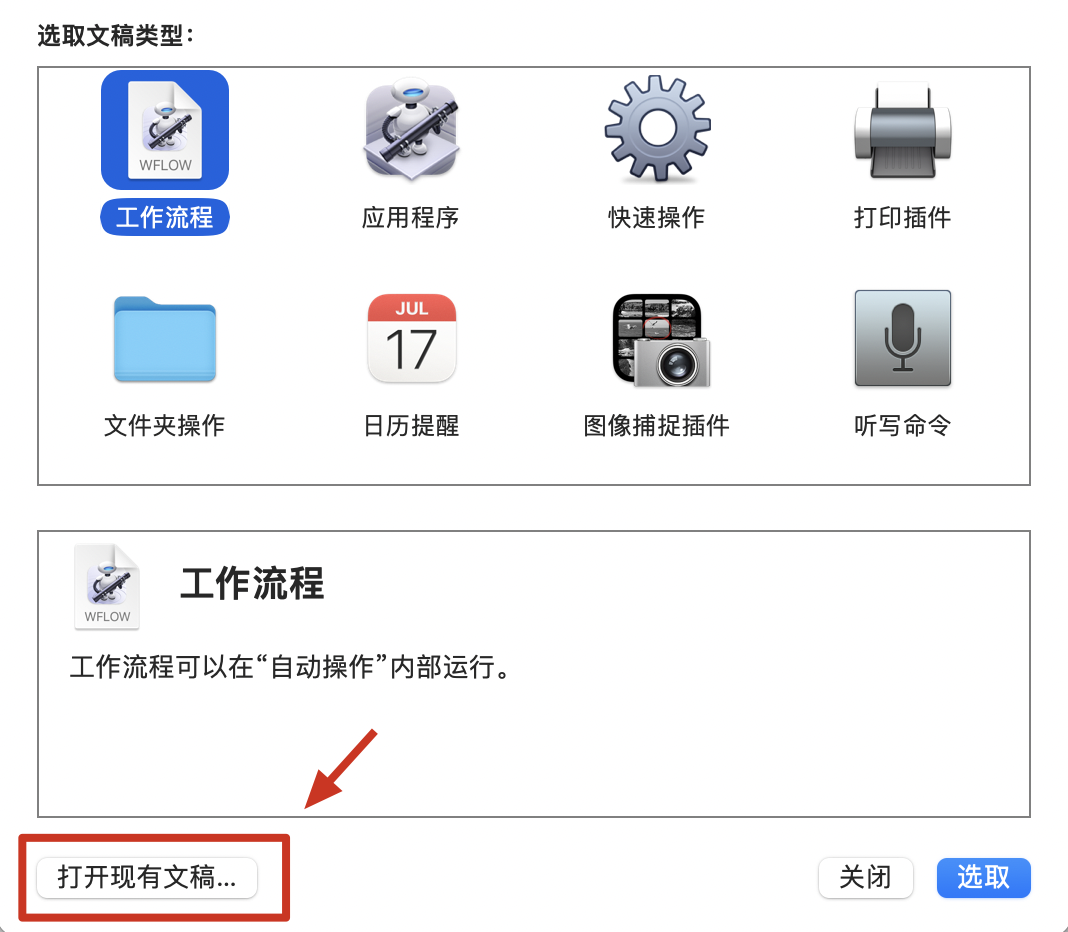 选取文稿类型：
WFLOW
工作流程
应用程序
快速操作
打印插件
JUL
17
文件夹操作
日历提醒
图像捕捉插件
听写命令
WFLOW
工作流程
工作流程可以在“自动操作”内部运行。
打开现有文稿...
关闭
选取